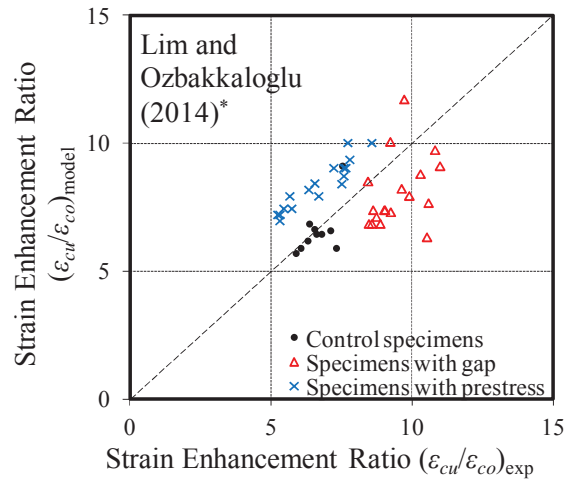 Lim and
Ozbakkaloglu
(2014)*
Strain Enhancement Ratio
(εcu/εco)model
15
10
5
0
Control specimens
Specimens with gap
Specimens with prestress
0 5 10 15
Strain Enhancement Ratio (εcu/εco)exp